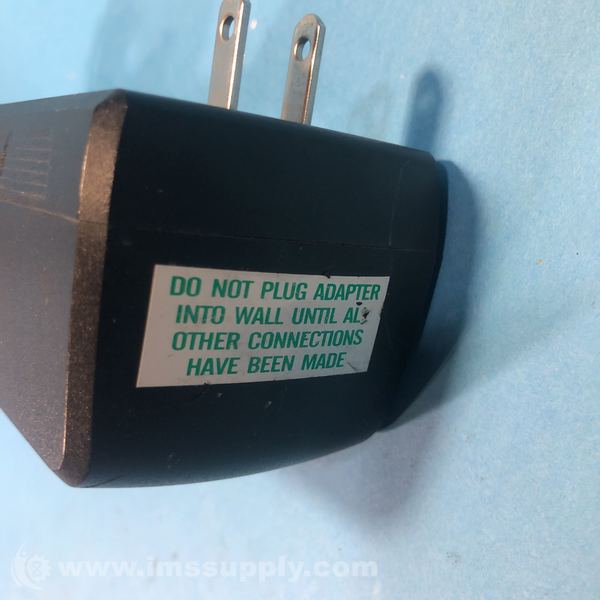 DO NOT PLUG ADAPTER
INTO WALL UNTIL AL
OTHER CONNECTIONS
HAVE BEEN MADE
www.imssupply.com